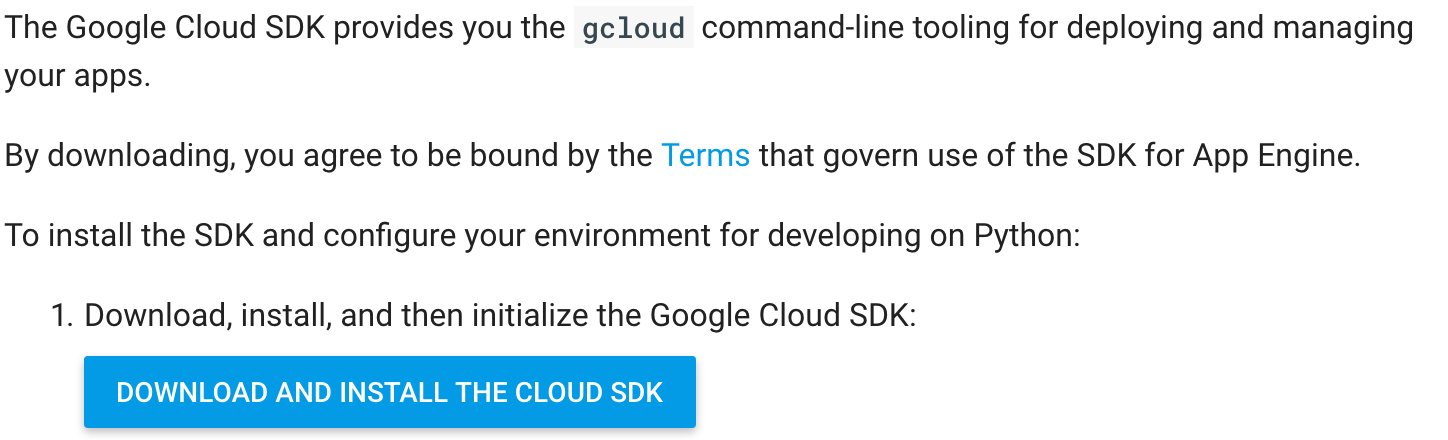 The Google Cloud SDK provides you the gcloud command-line tooling for deploying and managing
your apps.
By downloading, you agree to be bound by the Terms that govern use of the SDK for App Engine.
To install the SDK and configure your environment for developing on Python:
1. Download, install, and then initialize the Google Cloud SDK:
DOWNLOAD AND INSTALL THE CLOUD SDK